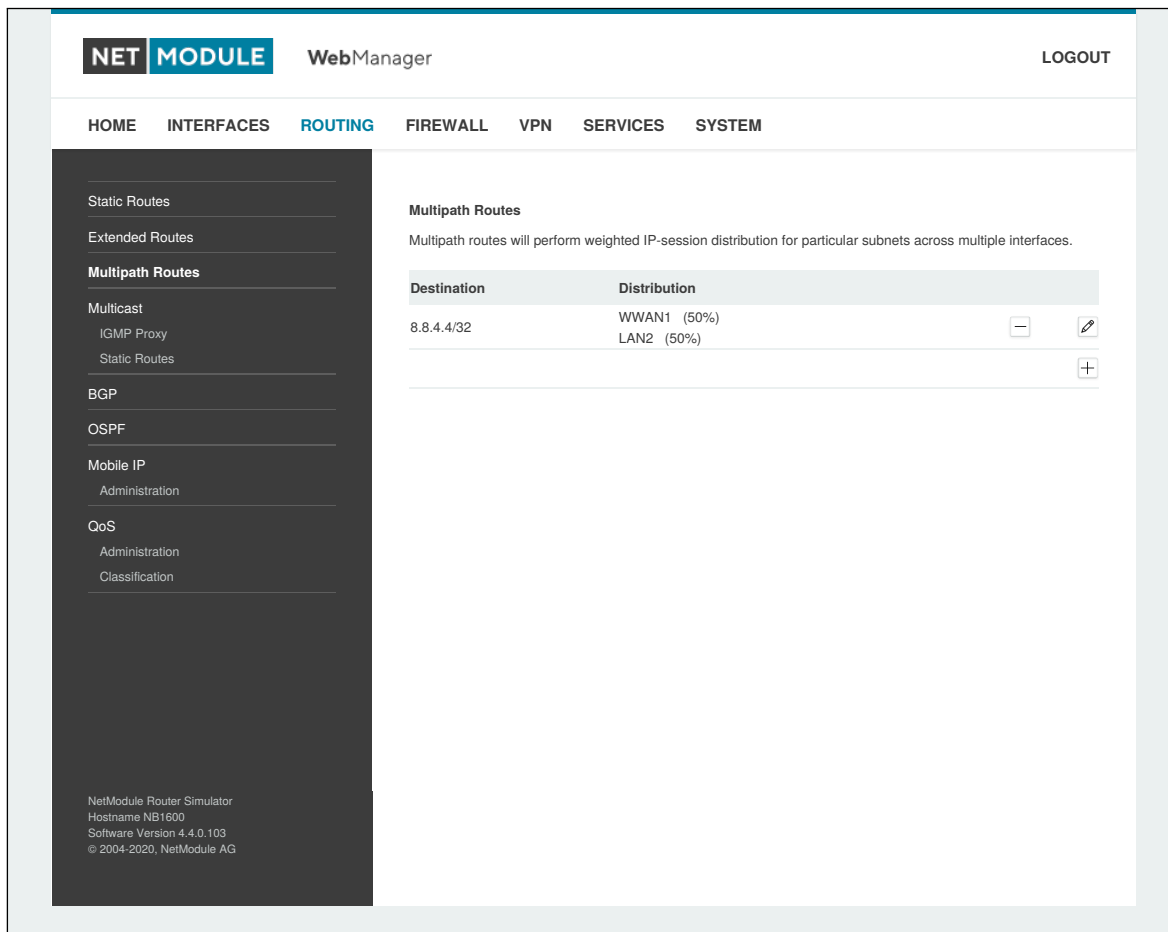 NET MODULE WebManager LOGOUT
HOME INTERFACES ROUTING FIREWALL VPN SERVICES SYSTEM
Static Routes
Extended Routes
Multipath Routes
Multicast
IGMP Proxy
Static Routes
BGP
OSPF
Mobile IP
Administration
QoS
Administration
Classification
NetModule Router Simulator
Hostname NB1600
Software Version 4.4.0.103
© 2004-2020, NetModule AG
Multipath Routes
Multipath routes will perform weighted IP-session distribution for particular subnets across multiple interfaces.
Destination Distribution
8.8.4.4/32
WWAN1 (50%)
LAN2 (50%)